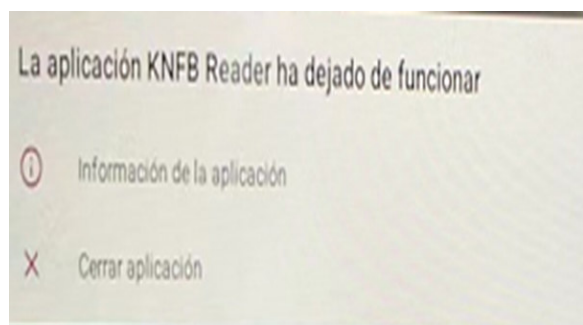 La aplicación KNFB Reader ha dejado de funcionar
Información de la aplicación
Cerrar aplicación